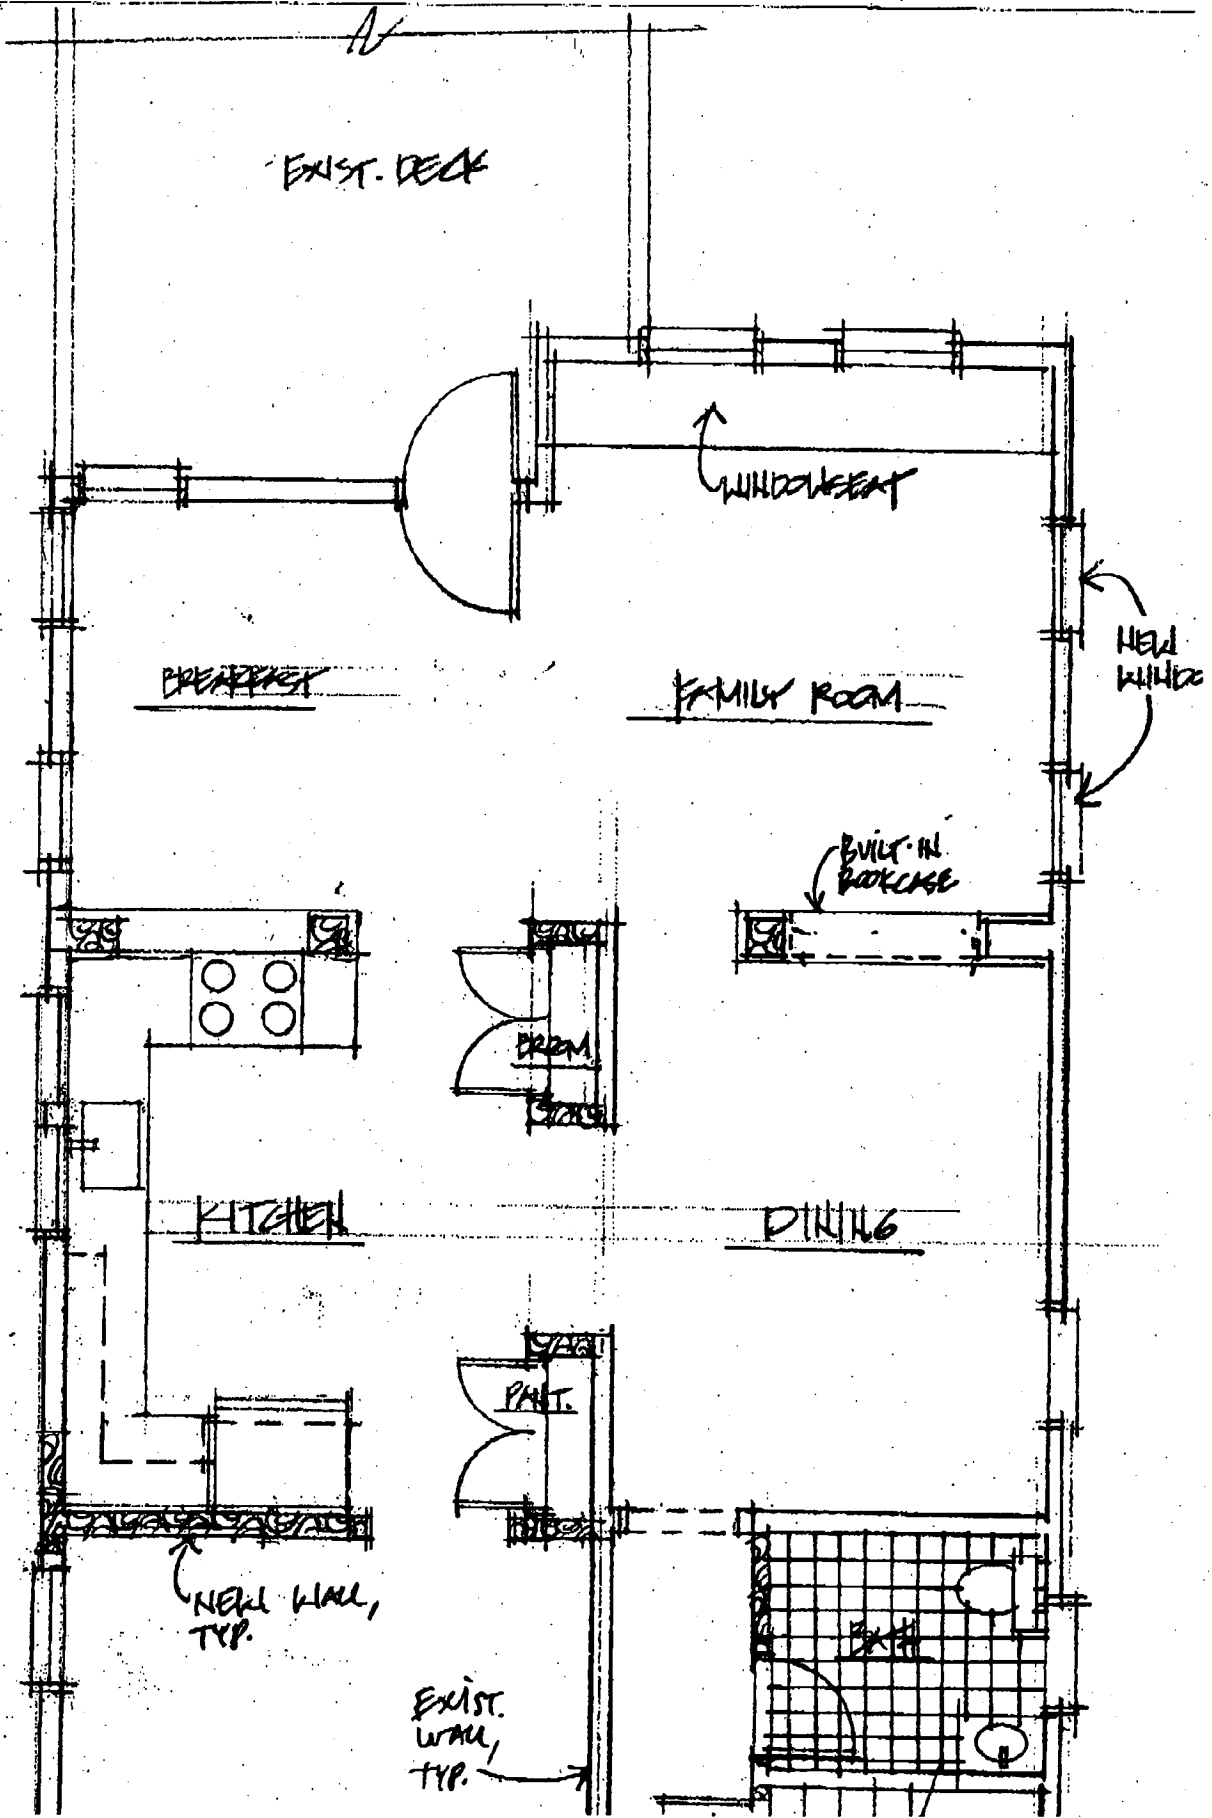 EXIST. DECK
WINDOWSEAT
NEW
BREAKFAST
FAMILY ROOM
BUILT-IN
BOOKCASE
BROOM
KITCHEN
DINING
PANT.
NEW WALL,
TYP.
BATH
EXIST.
WALL,
TYP.